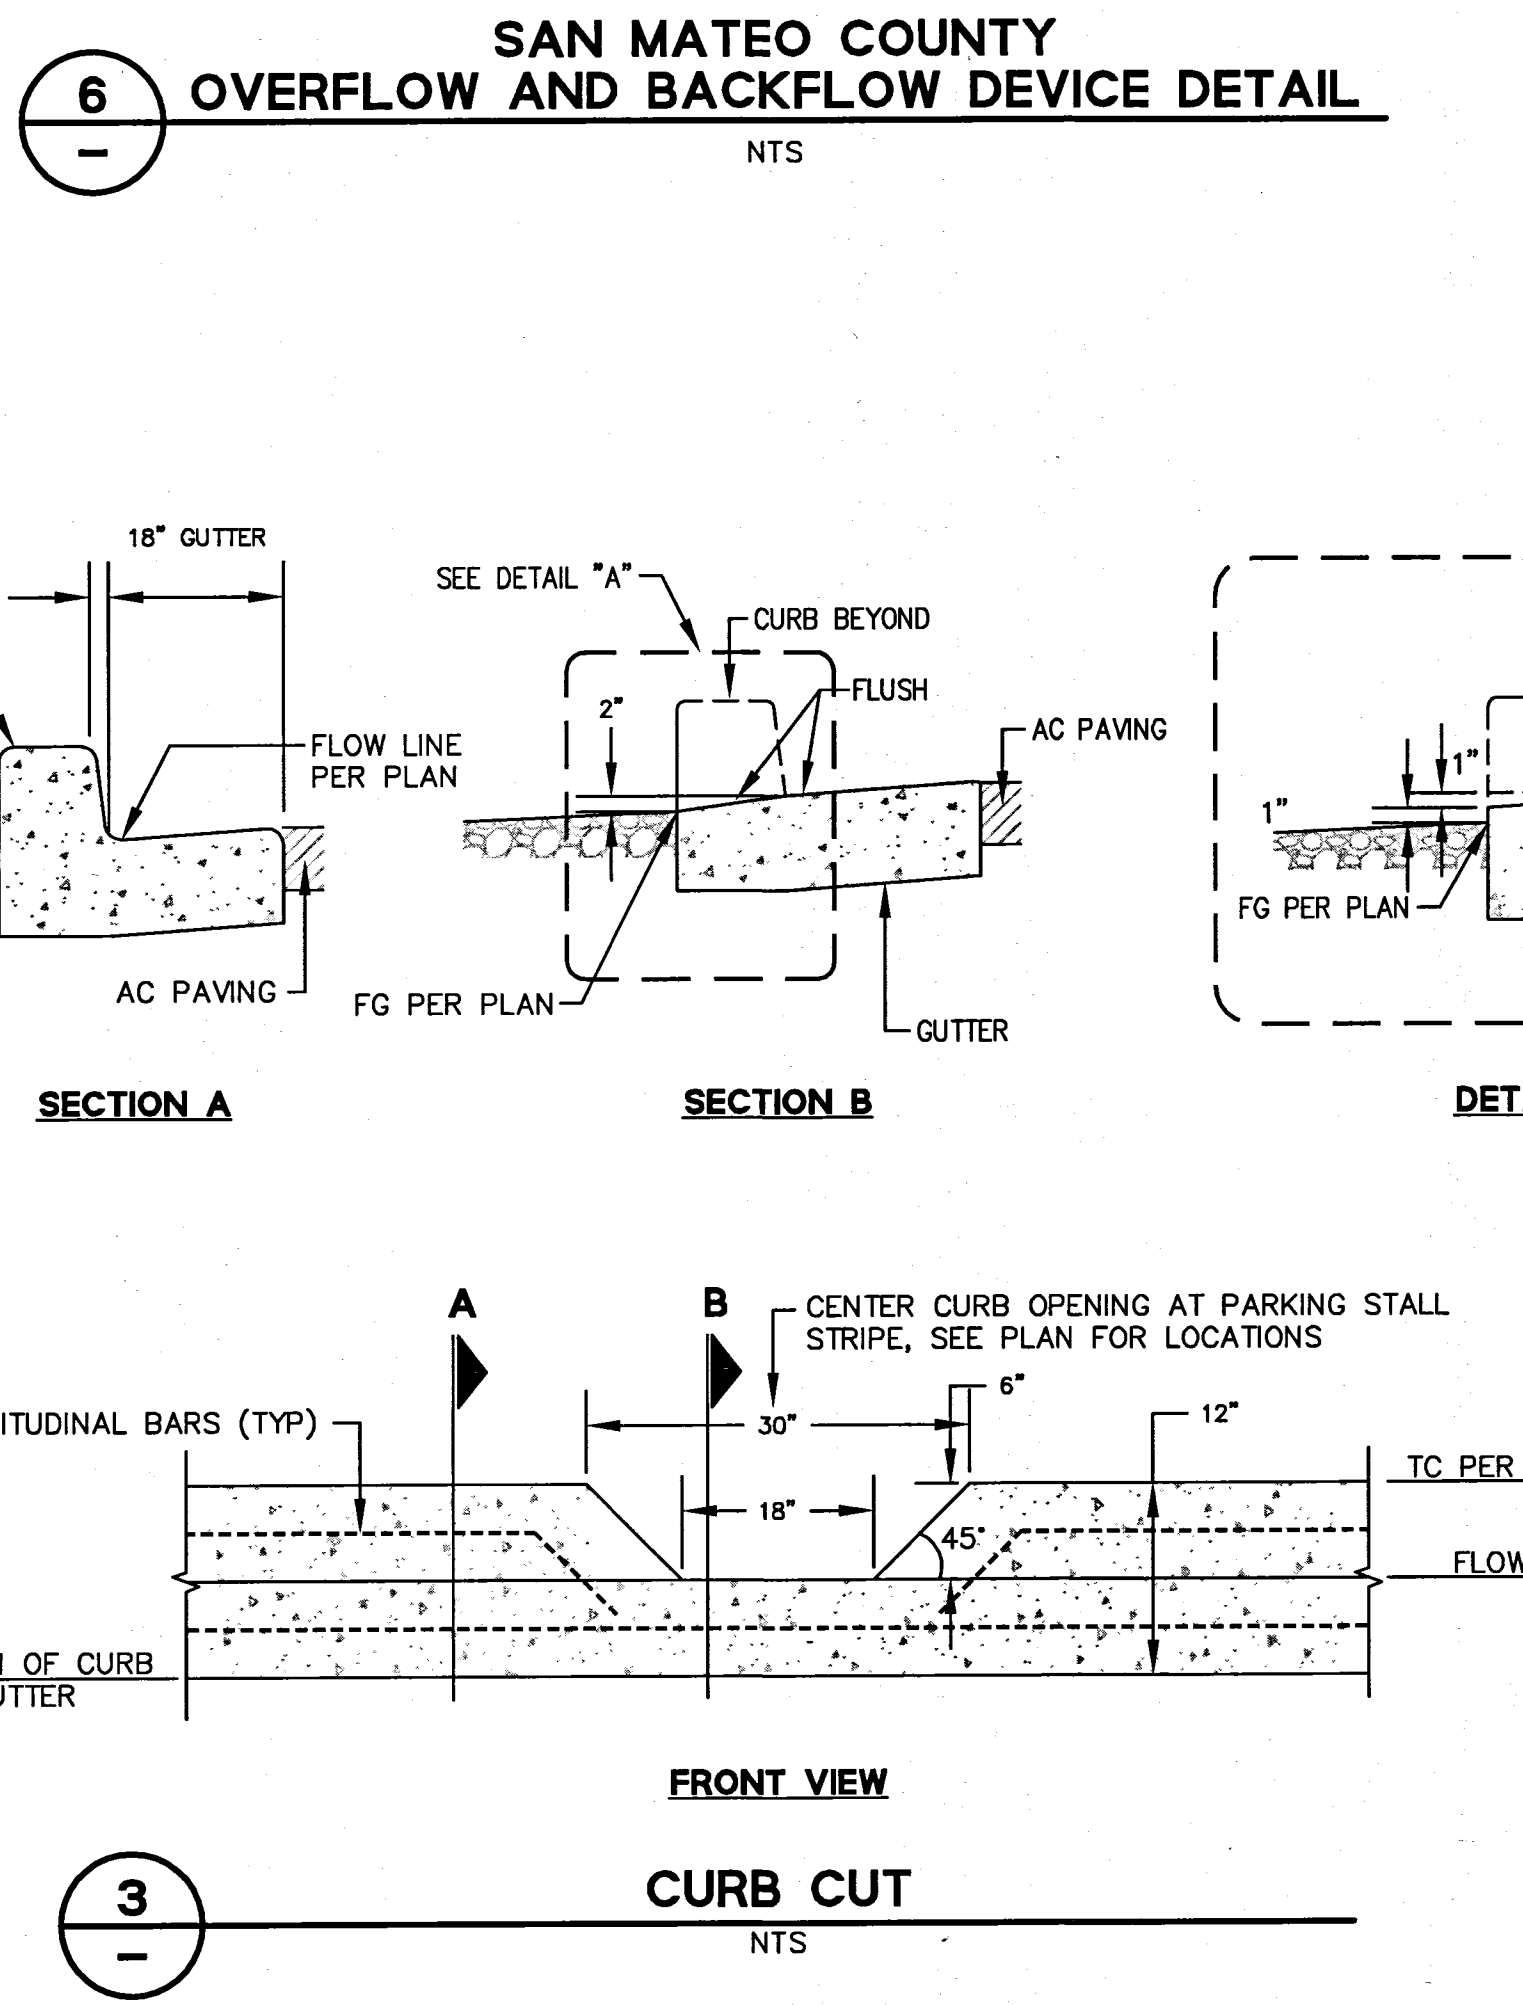 6
–
SAN MATEO COUNTY
OVERFLOW AND BACKFLOW DEVICE DETAIL
NTS
18" GUTTER
FLOW LINE
PER PLAN
AC PAVING
SECTION A
SEE DETAIL "A"
CURB BEYOND
2"
FLUSH
AC PAVING
FG PER PLAN
GUTTER
SECTION B
1"
1"
FG PER PLAN
DET
A
B
CENTER CURB OPENING AT PARKING STALL
STRIPE, SEE PLAN FOR LOCATIONS
6"
ITUDINAL BARS (TYP)
30"
12"
TC PER
18"
45°
FLOW
OF CURB
UTTER
FRONT VIEW
3
–
CURB CUT
NTS